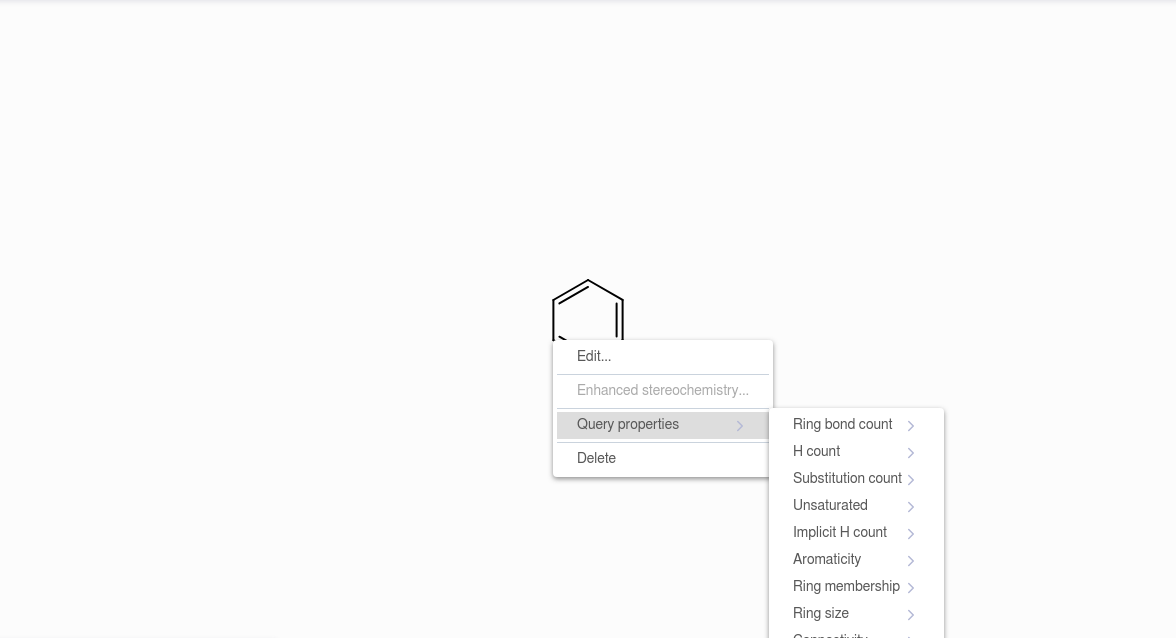 Edit...
Enhanced stereochemistry...
Query properties
Delete
Ring bond count
H count
Substitution count
Unsaturated
Implicit H count
Aromaticity
Ring membership
Ring size
Connectivity